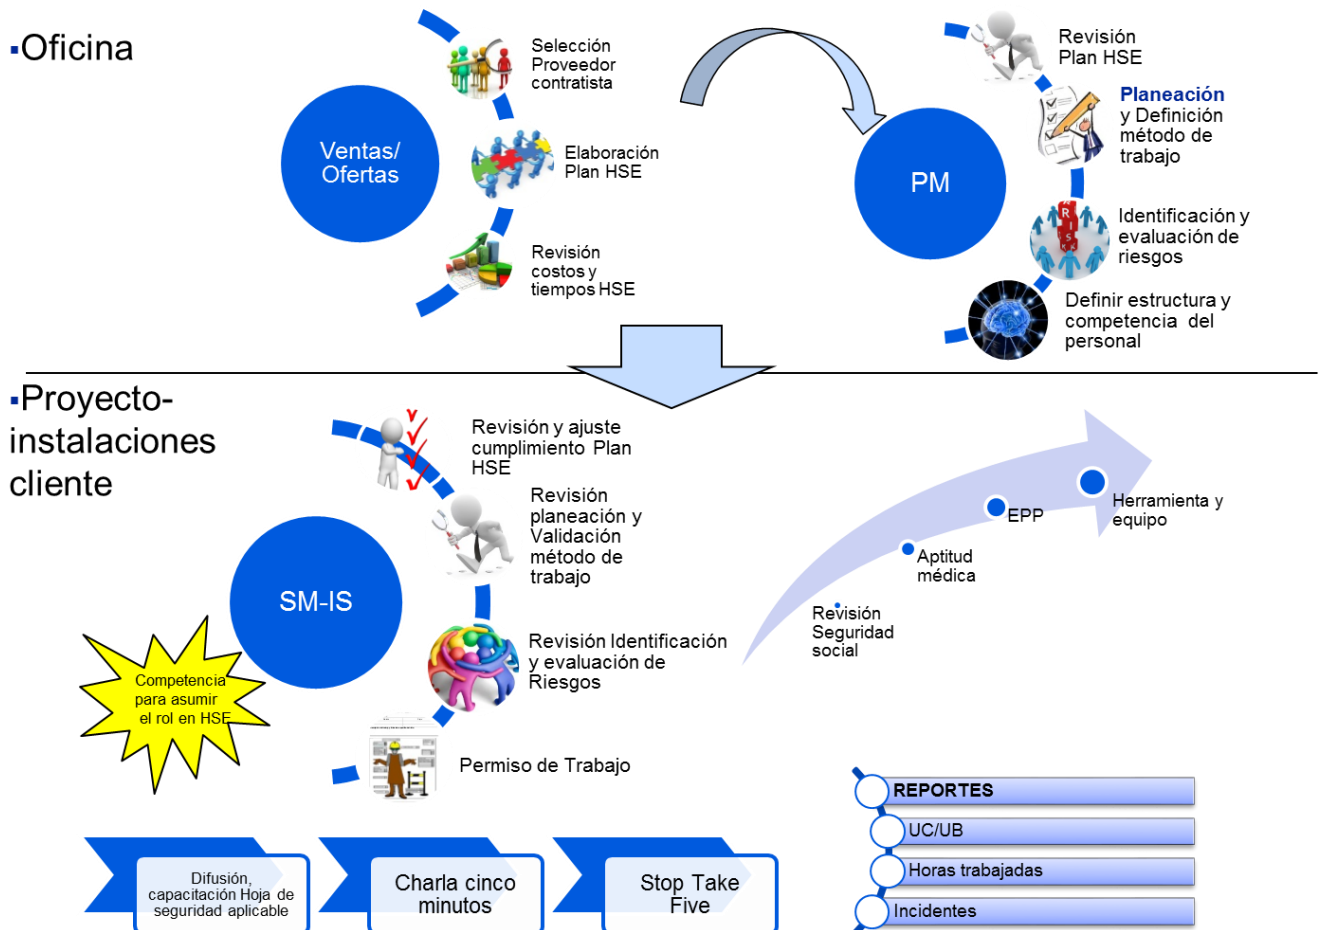 ▪Oficina
Ventas/
Ofertas
Selección
Proveedor
contratista
Elaboración
Plan HSE
Revisión
costos y
tiempos HSE
PM
Revisión
Plan HSE
Planeación
y Definición
método de
trabajo
RIS
Identificación y
evaluación de
riesgos
Definir estructura y
competencia del
personal
▪Proyecto-
instalaciones
cliente
SM-IS
Competencia
para asumir
el rol en HSE
Revisión y ajuste
cumplimiento Plan
HSE
Revisión
planeación y
Validación
método de
trabajo
Revisión Identificación
y evaluación de
Riesgos
Permiso de Trabajo
Revisión
Seguridad
social
Aptitud
médica
EPP
Herramienta y
equipo
Difusión,
capacitación Hoja de
seguridad aplicable
Charla cinco
minutos
Stop Take
Five
REPORTES
UC/UB
Horas trabajadas
Incidentes